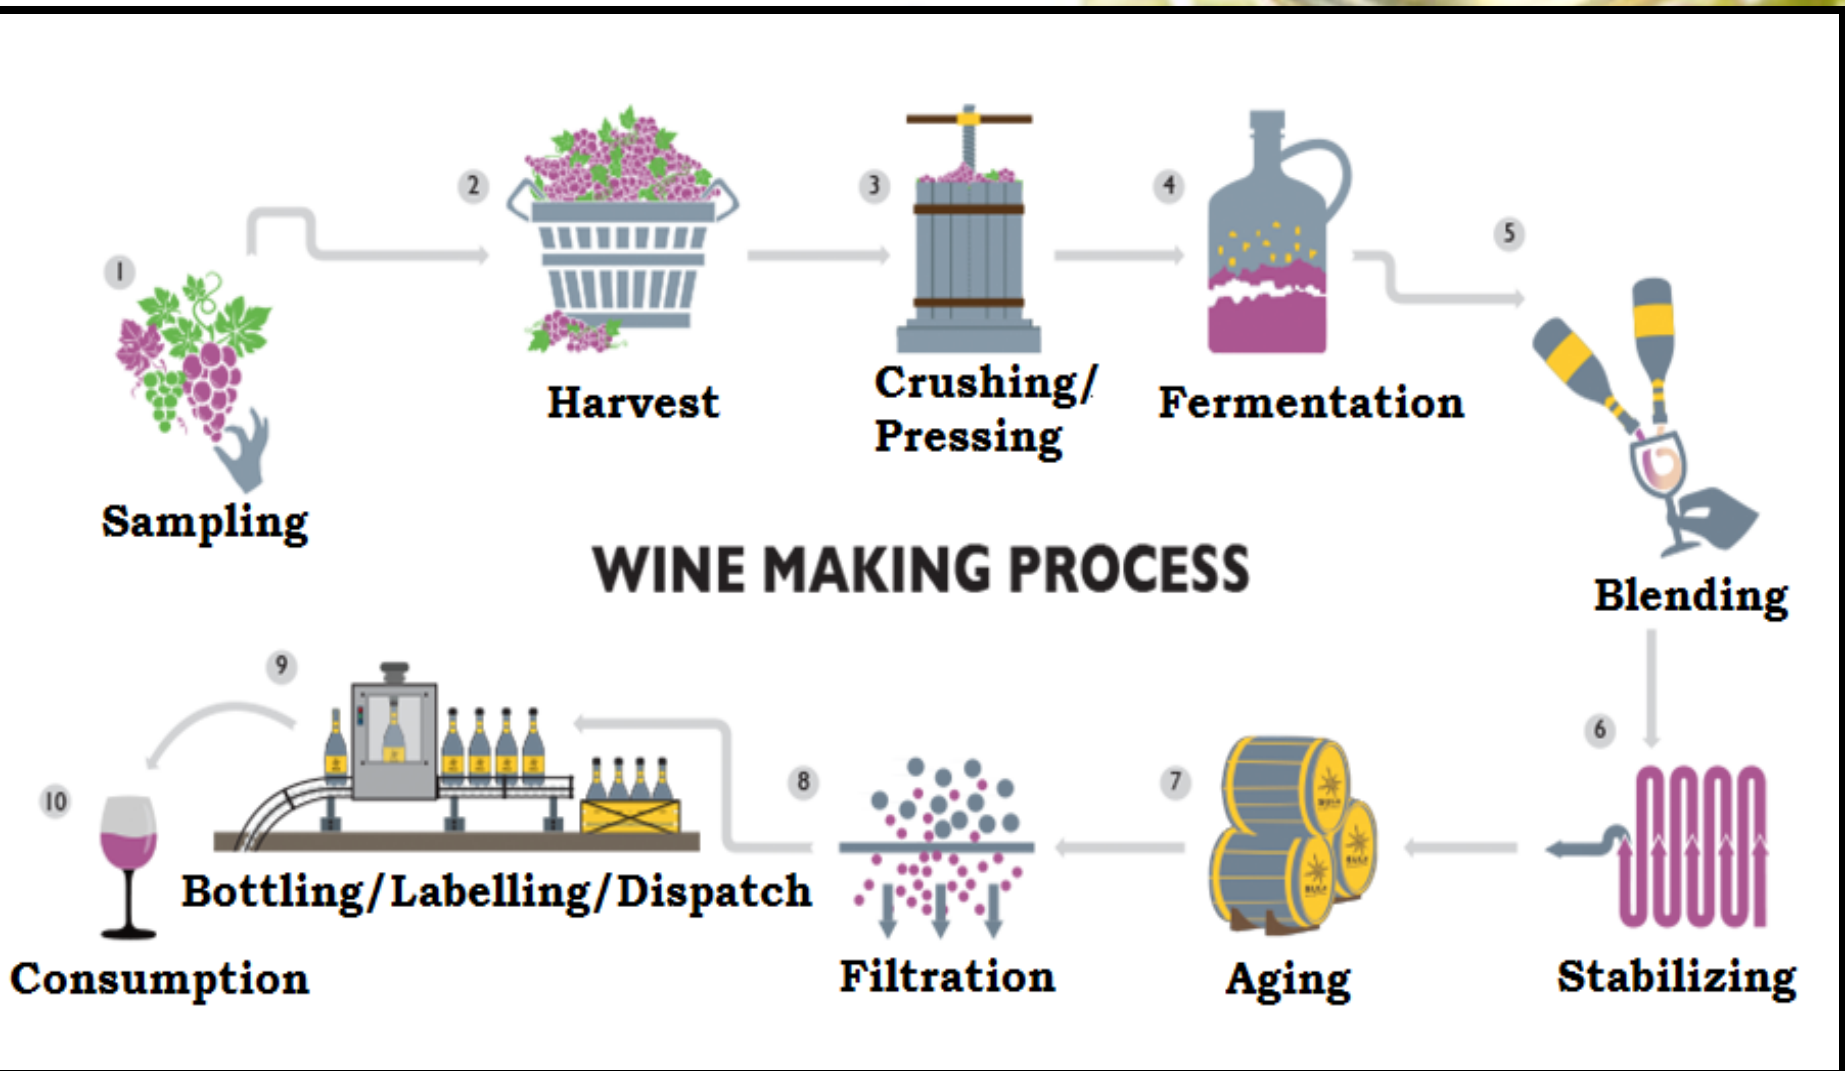 1
Sampling
2
Harvest
3
Crushing/
Pressing
4
Fermentation
5
Blending
WINE MAKING PROCESS
6
Stabilizing
7
Aging
8
Filtration
9
Bottling/Labelling/Dispatch
10
Consumption